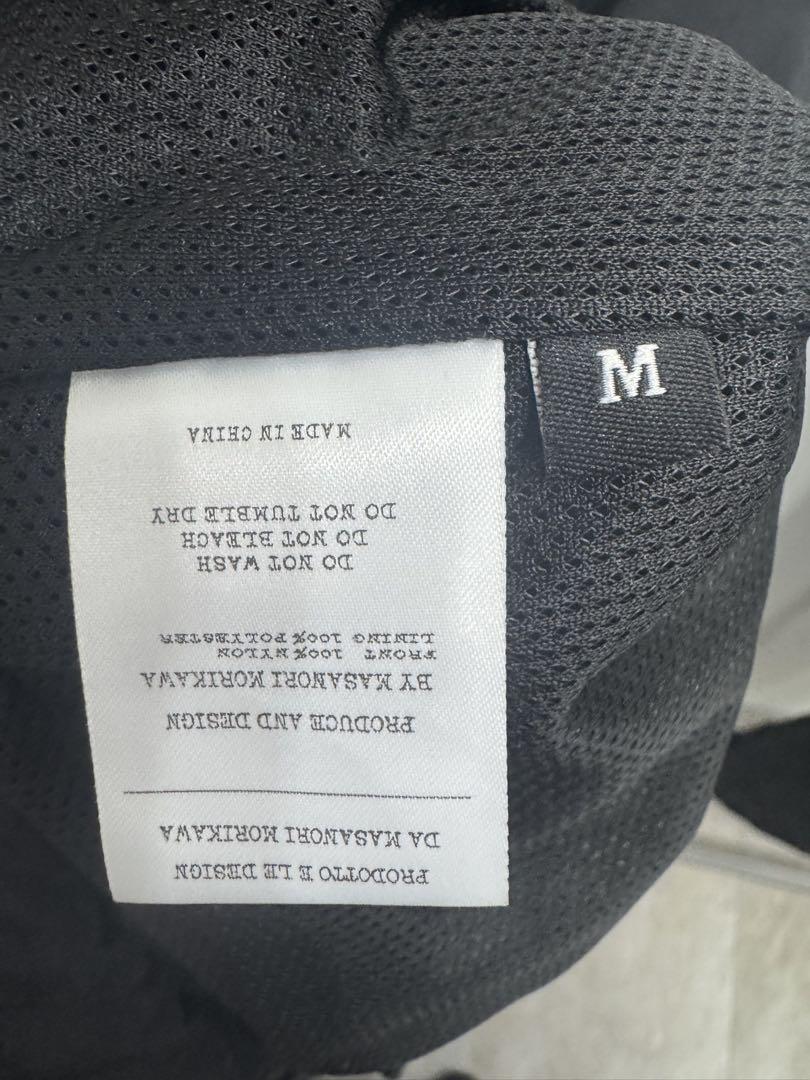 PRODOTTO E LE DESIGN
DA MASANORI MORIKAWA
PRODUCE AND DESIGN
BY MASANORI MORIKAWA
FRONT 100%NYLON
LINING 100%POLYESTER
DO NOT WASH
DO NOT BLEACH
DO NOT TUMBLE DRY
MADE IN CHINA
M